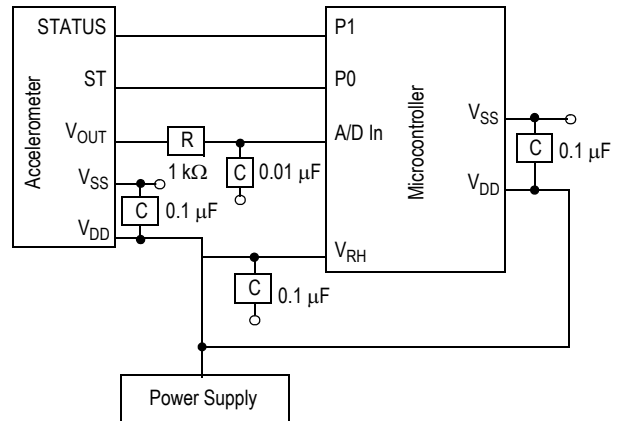 STATUS
P1
ST
P0
Accelerometer
Microcontroller
V_OUT
R
A/D In
V_SS
1 kΩ
C
0.01 µF
C
0.1 µF
V_SS
C
0.1 µF
V_DD
V_DD
V_RH
C
0.1 µF
Power Supply